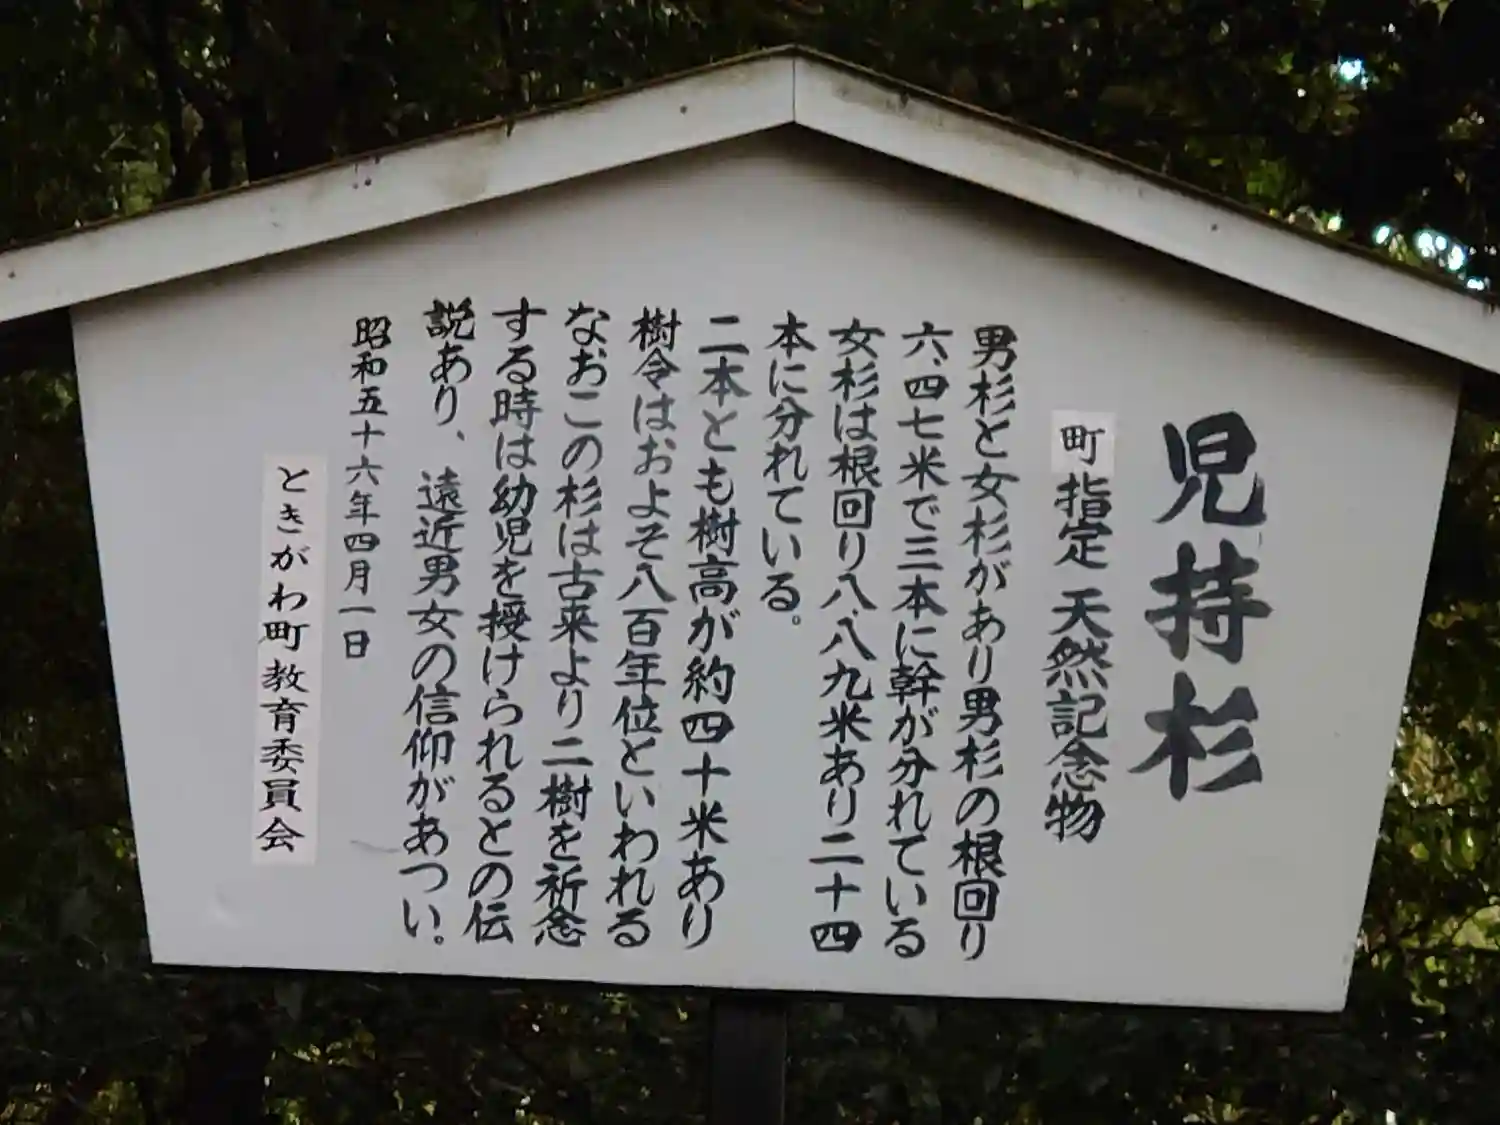 児持杉
町指定 天然記念物
男杉と女杉があり男杉の根回り
六、四七米で三本に幹が分れている
女杉は根回り八、八九米あり二十四
本に分れている。
二本とも樹高が約四十米あり
樹令はおよそ八百年位といわれる
なおこの杉は古来より二樹を祈念
する時は幼児を授けられるとの伝
説あり、遠近男女の信仰があつい。
昭和五十六年四月一日
ときがわ町教育委員会